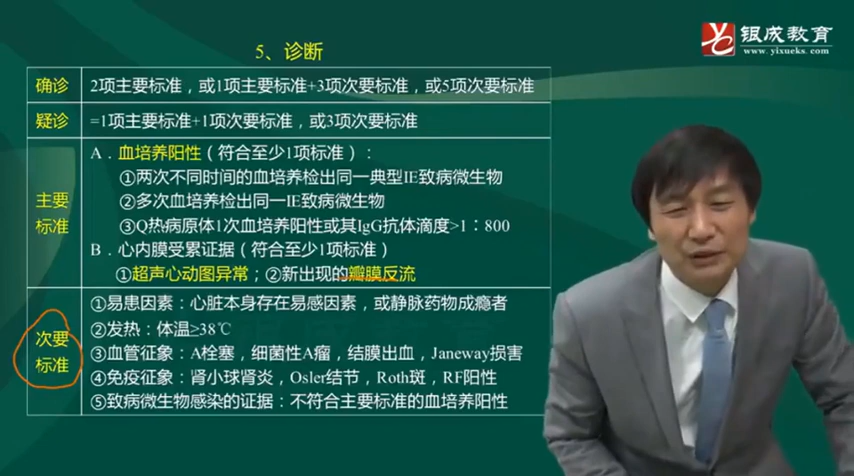 银成教育
www.yixueks.com
5、诊断
确诊
2项主要标准，或1项主要标准+3项次要标准，或5项次要标准
疑诊
=1项主要标准+1项次要标准，或3项次要标准
主要
标准
A．血培养阳性（符合至少1项标准）：
①两次不同时间的血培养检出同一典型IE致病微生物
②多次血培养检出同一IE致病微生物
③Q热病原体1次血培养阳性或其IgG抗体滴度>1：800
B．心内膜受累证据（符合至少1项标准）
①超声心动图异常；②新出现的瓣膜反流
次要
标准
①易患因素：心脏本身存在易感因素，或静脉药物成瘾者
②发热：体温≥38℃
③血管征象：A栓塞，细菌性A瘤，结膜出血，Janeway损害
④免疫征象：肾小球肾炎，Osler结节，Roth斑，RF阳性
⑤致病微生物感染的证据：不符合主要标准的血培养阳性